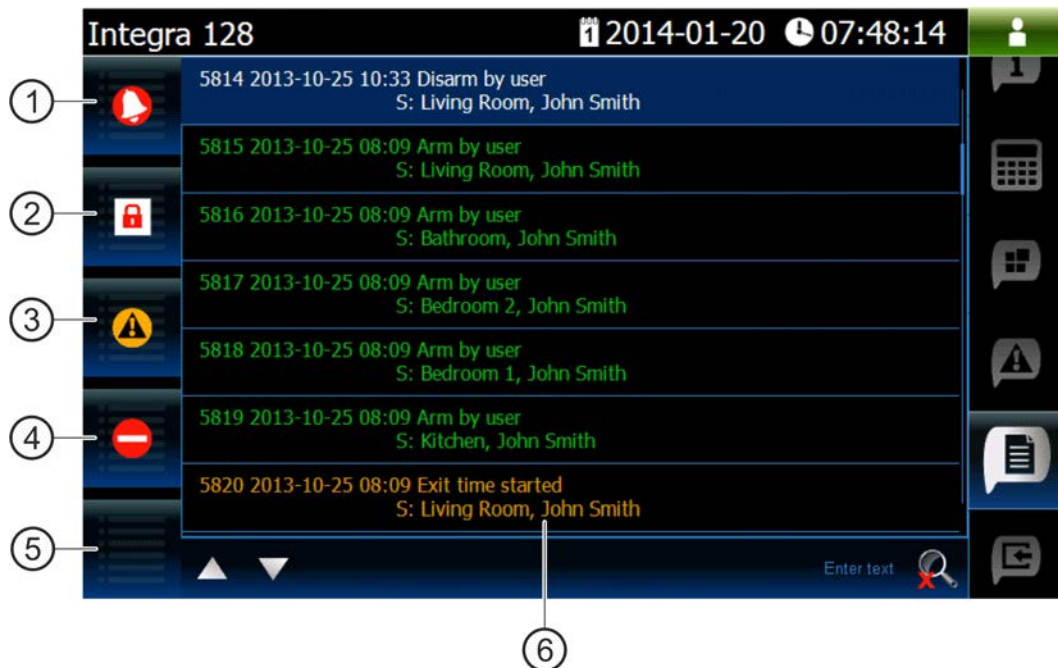 Integra 128
1 2014-01-20 07:48:14
1
1
5814 2013-10-25 10:33 Disarm by user
S: Living Room, John Smith
5815 2013-10-25 08:09 Arm by user
S: Living Room, John Smith
2
5816 2013-10-25 08:09 Arm by user
S: Bathroom, John Smith
5817 2013-10-25 08:09 Arm by user
S: Bedroom 2, John Smith
3
5818 2013-10-25 08:09 Arm by user
S: Bedroom 1, John Smith
4
5819 2013-10-25 08:09 Arm by user
S: Kitchen, John Smith
5820 2013-10-25 08:09 Exit time started
S: Living Room, John Smith
5
Enter text
6